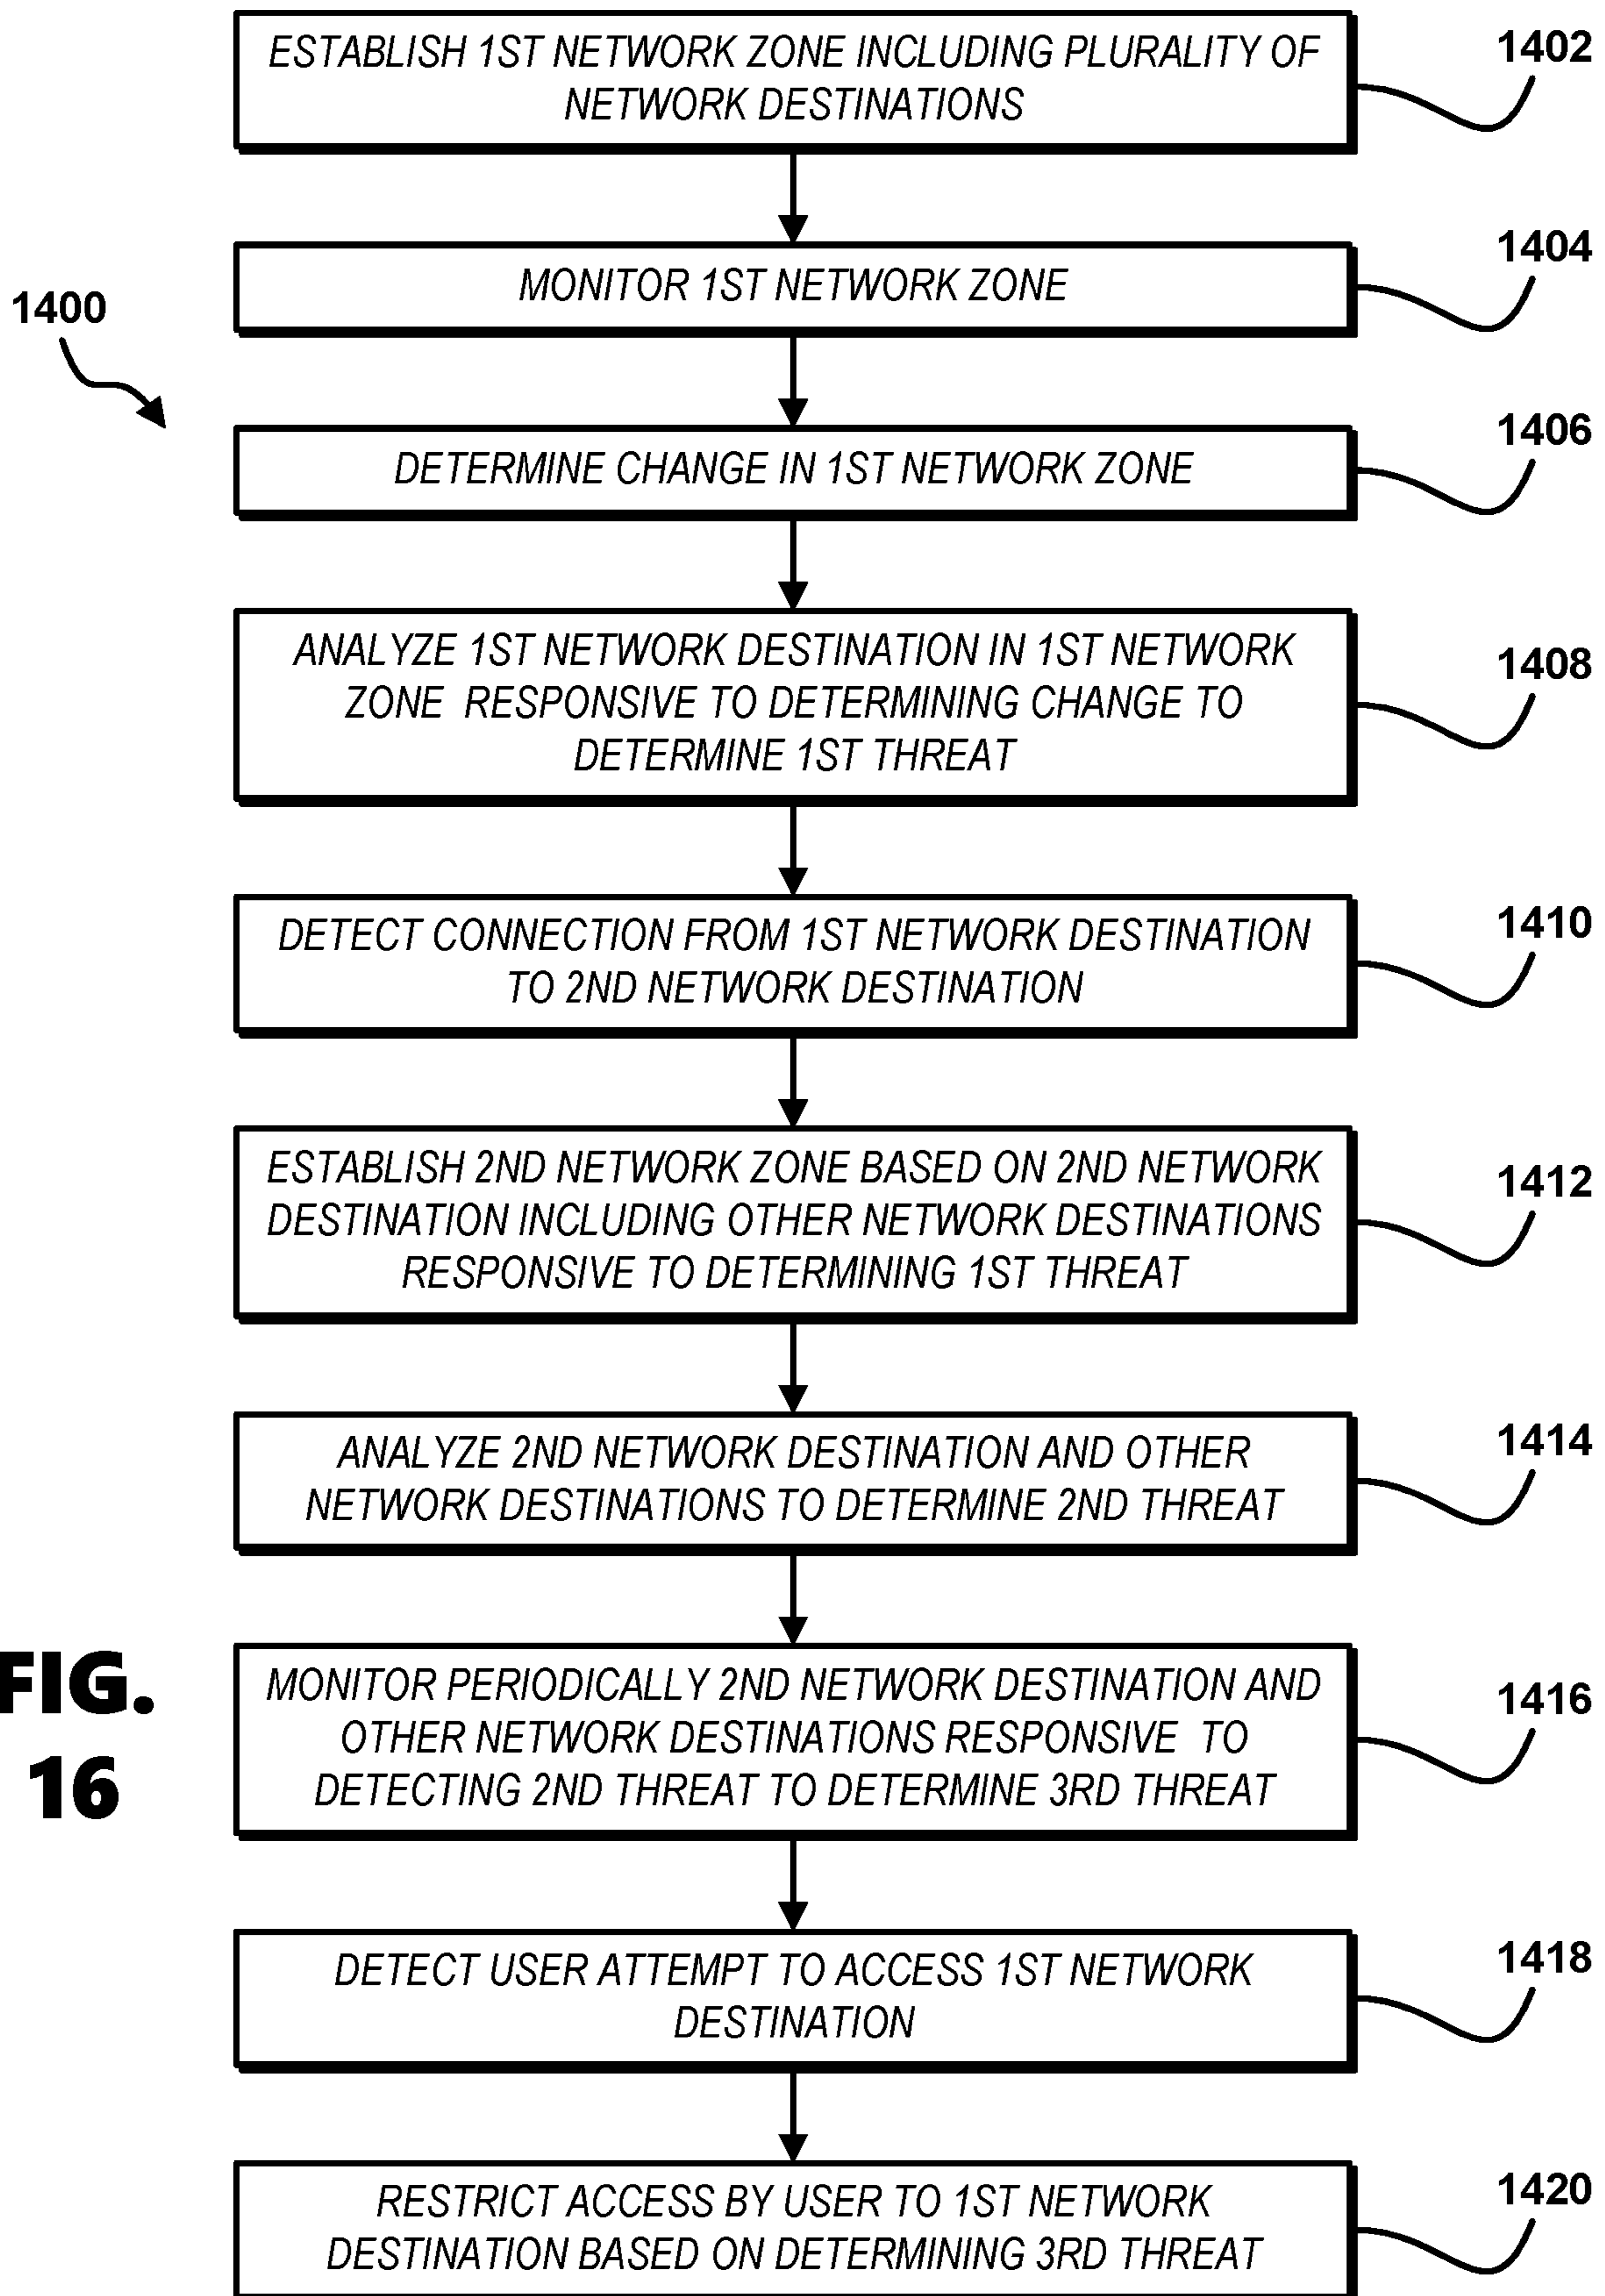 ESTABLISH 1ST NETWORK ZONE INCLUDING PLURALITY OF
NETWORK DESTINATIONS
1402
MONITOR 1ST NETWORK ZONE
1404
1400
DETERMINE CHANGE IN 1ST NETWORK ZONE
1406
ANALYZE 1ST NETWORK DESTINATION IN 1ST NETWORK
ZONE RESPONSIVE TO DETERMINING CHANGE TO
DETERMINE 1ST THREAT
1408
DETECT CONNECTION FROM 1ST NETWORK DESTINATION
TO 2ND NETWORK DESTINATION
1410
ESTABLISH 2ND NETWORK ZONE BASED ON 2ND NETWORK
DESTINATION INCLUDING OTHER NETWORK DESTINATIONS
RESPONSIVE TO DETERMINING 1ST THREAT
1412
ANALYZE 2ND NETWORK DESTINATION AND OTHER
NETWORK DESTINATIONS TO DETERMINE 2ND THREAT
1414
MONITOR PERIODICALLY 2ND NETWORK DESTINATION AND
OTHER NETWORK DESTINATIONS RESPONSIVE TO
DETECTING 2ND THREAT TO DETERMINE 3RD THREAT
1416
FIG.
16
DETECT USER ATTEMPT TO ACCESS 1ST NETWORK
DESTINATION
1418
RESTRICT ACCESS BY USER TO 1ST NETWORK
DESTINATION BASED ON DETERMINING 3RD THREAT
1420